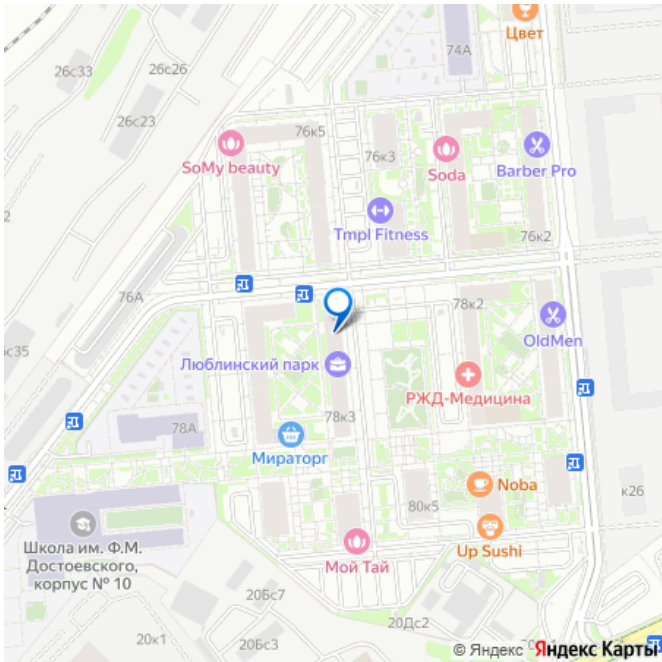 Цвет
26с33
26с26
74А
26с23
76к5
76к3
SoMy beauty
Soda
Barber Pro
Tmpl Fitness
76к2
76А
78к2
OldMen
с35
Люблинский парк
РЖД-Медицина
78к3
78А
Мираторг
Noba
к26
80к5
Up Sushi
Школа им. Ф.М.
Достоевского,
корпус № 10
Мой Тай
20Бс7
20Дс2
20к1
20Бс3
© Яндекс Яндекс Карты